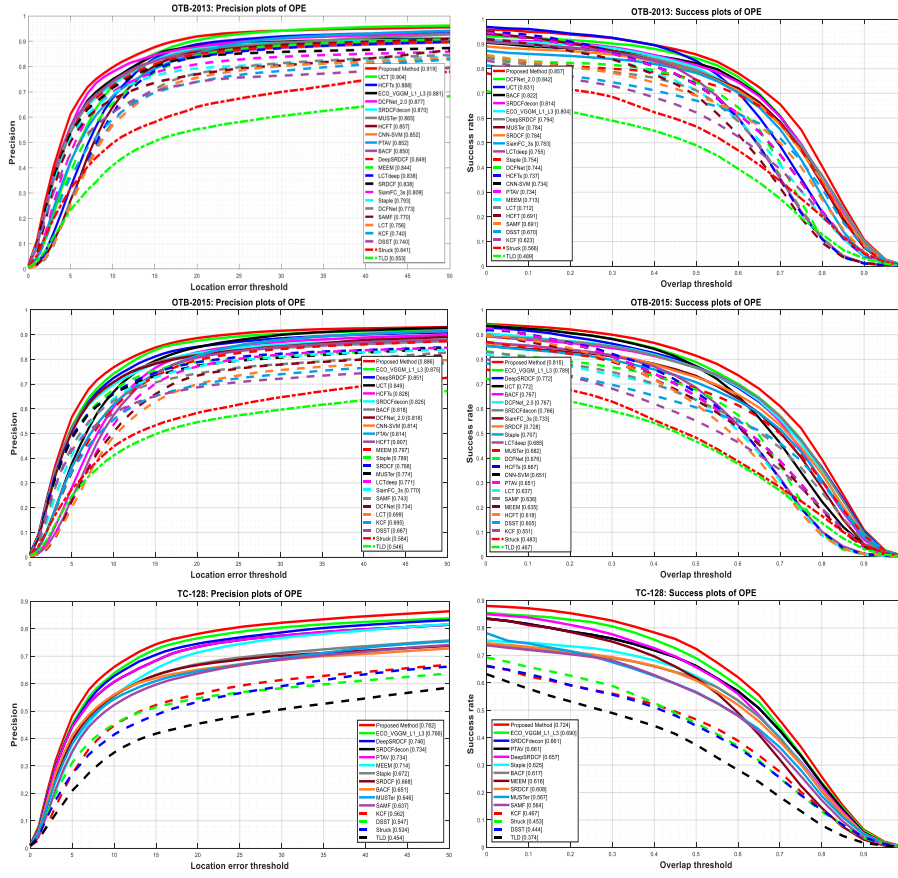 OTB-2013: Precision plots of OPE
Precision
Location error threshold
Proposed Method [0.919]
UCT [0.904]
HCFTs [0.888]
ECO_VGGM_L1_L3 [0.881]
DCFNet_2.0 [0.877]
SRDCFdecon [0.870]
MUSTer [0.865]
HCFT [0.857]
CNN-SVM [0.852]
PTAV [0.852]
BACF [0.850]
DeepSRDCF [0.849]
MEEM [0.844]
LCTdeep [0.838]
SRDCF [0.838]
SiamFC_3s [0.809]
Staple [0.793]
DCFNet [0.773]
SAMF [0.770]
LCT [0.756]
KCF [0.740]
DSST [0.740]
Struck [0.641]
TLD [0.553]
OTB-2013: Success plots of OPE
Success rate
Overlap threshold
Proposed Method [0.857]
DCFNet_2.0 [0.842]
UCT [0.831]
BACF [0.822]
SRDCFdecon [0.814]
ECO_VGGM_L1_L3 [0.804]
DeepSRDCF [0.794]
MUSTer [0.784]
SRDCF [0.784]
SiamFC_3s [0.783]
LCTdeep [0.755]
Staple [0.754]
DCFNet [0.744]
HCFTs [0.737]
CNN-SVM [0.734]
PTAV [0.734]
MEEM [0.713]
LCT [0.712]
HCFT [0.691]
SAMF [0.691]
DSST [0.670]
KCF [0.623]
Struck [0.566]
TLD [0.469]
OTB-2015: Precision plots of OPE
Precision
Location error threshold
Proposed Method [0.886]
ECO_VGGM_L1_L3 [0.875]
DeepSRDCF [0.851]
UCT [0.849]
HCFTs [0.828]
SRDCFdecon [0.825]
BACF [0.818]
DCFNet_2.0 [0.816]
CNN-SVM [0.814]
PTAV [0.814]
HCFT [0.807]
MEEM [0.797]
Staple [0.789]
SRDCF [0.788]
MUSTer [0.774]
LCTdeep [0.771]
SiamFC_3s [0.770]
SAMF [0.743]
DCFNet [0.734]
LCT [0.699]
KCF [0.695]
DSST [0.687]
Struck [0.584]
TLD [0.546]
OTB-2015: Success plots of OPE
Success rate
Overlap threshold
Proposed Method [0.815]
ECO_VGGM_L1_L3 [0.789]
DeepSRDCF [0.772]
UCT [0.772]
BACF [0.767]
DCFNet_2.0 [0.767]
SRDCFdecon [0.766]
SiamFC_3s [0.733]
SRDCF [0.728]
Staple [0.707]
LCTdeep [0.685]
MUSTer [0.682]
DCFNet [0.676]
HCFTs [0.667]
CNN-SVM [0.651]
PTAV [0.651]
LCT [0.637]
SAMF [0.636]
MEEM [0.635]
HCFT [0.618]
DSST [0.605]
KCF [0.551]
Struck [0.483]
TLD [0.467]
TC-128: Precision plots of OPE
Precision
Location error threshold
Proposed Method [0.782]
ECO_VGGM_L1_L3 [0.766]
DeepSRDCF [0.746]
SRDCFdecon [0.734]
PTAV [0.734]
MEEM [0.714]
Staple [0.672]
SRDCF [0.668]
BACF [0.651]
MUSTer [0.646]
SAMF [0.637]
KCF [0.562]
DSST [0.547]
Struck [0.534]
TLD [0.454]
TC-128: Success plots of OPE
Success rate
Overlap threshold
Proposed Method [0.724]
ECO_VGGM_L1_L3 [0.690]
SRDCFdecon [0.661]
PTAV [0.661]
DeepSRDCF [0.657]
Staple [0.625]
BACF [0.617]
MEEM [0.616]
SRDCF [0.608]
MUSTer [0.567]
SAMF [0.564]
KCF [0.467]
Struck [0.453]
DSST [0.444]
TLD [0.374]